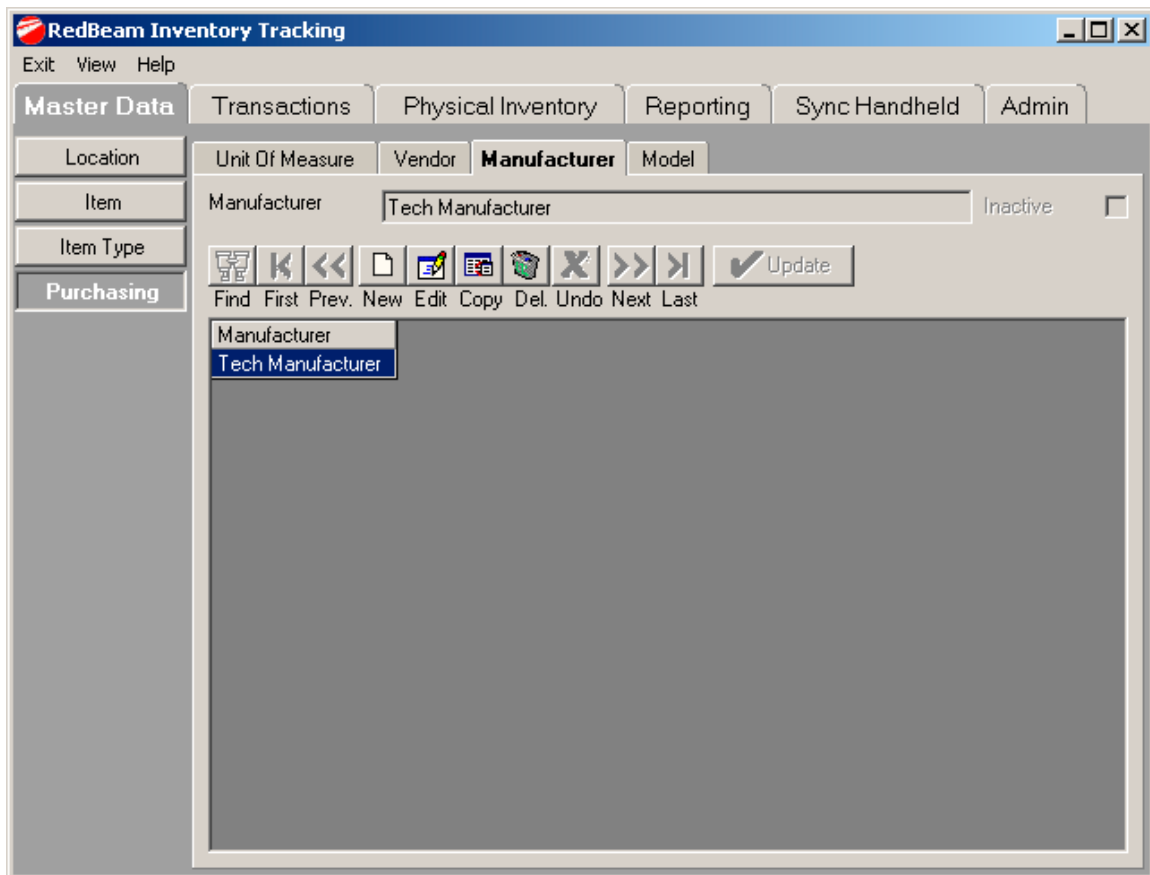 RedBeam Inventory Tracking
Exit View Help
Master Data Transactions Physical Inventory Reporting Sync Handheld Admin
Location
Item
Item Type
Purchasing
Unit Of Measure Vendor Manufacturer Model
Manufacturer Tech Manufacturer Inactive
Update
Find First Prev. New Edit Copy Del. Undo Next Last
Manufacturer
Tech Manufacturer